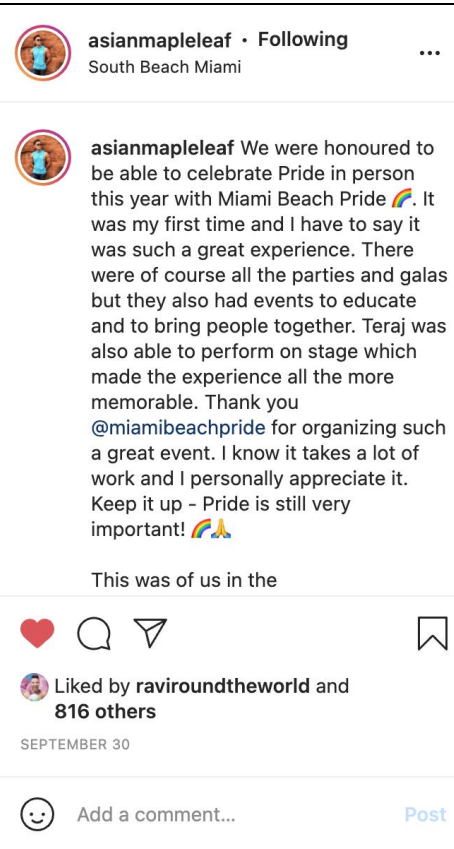 asianmapleleaf • Following
South Beach Miami
asianmapleleaf We were honoured to
be able to celebrate Pride in person
this year with Miami Beach Pride 🌈. It
was my first time and I have to say it
was such a great experience. There
were of course all the parties and galas
but they also had events to educate
and to bring people together. Teraj was
also able to perform on stage which
made the experience all the more
memorable. Thank you
@miamibeachpride for organizing such
a great event. I know it takes a lot of
work and I personally appreciate it.
Keep it up - Pride is still very
important! 🌈🙏
This was of us in the
Liked by raviroundtheworld and
816 others
SEPTEMBER 30
Add a comment...
Post